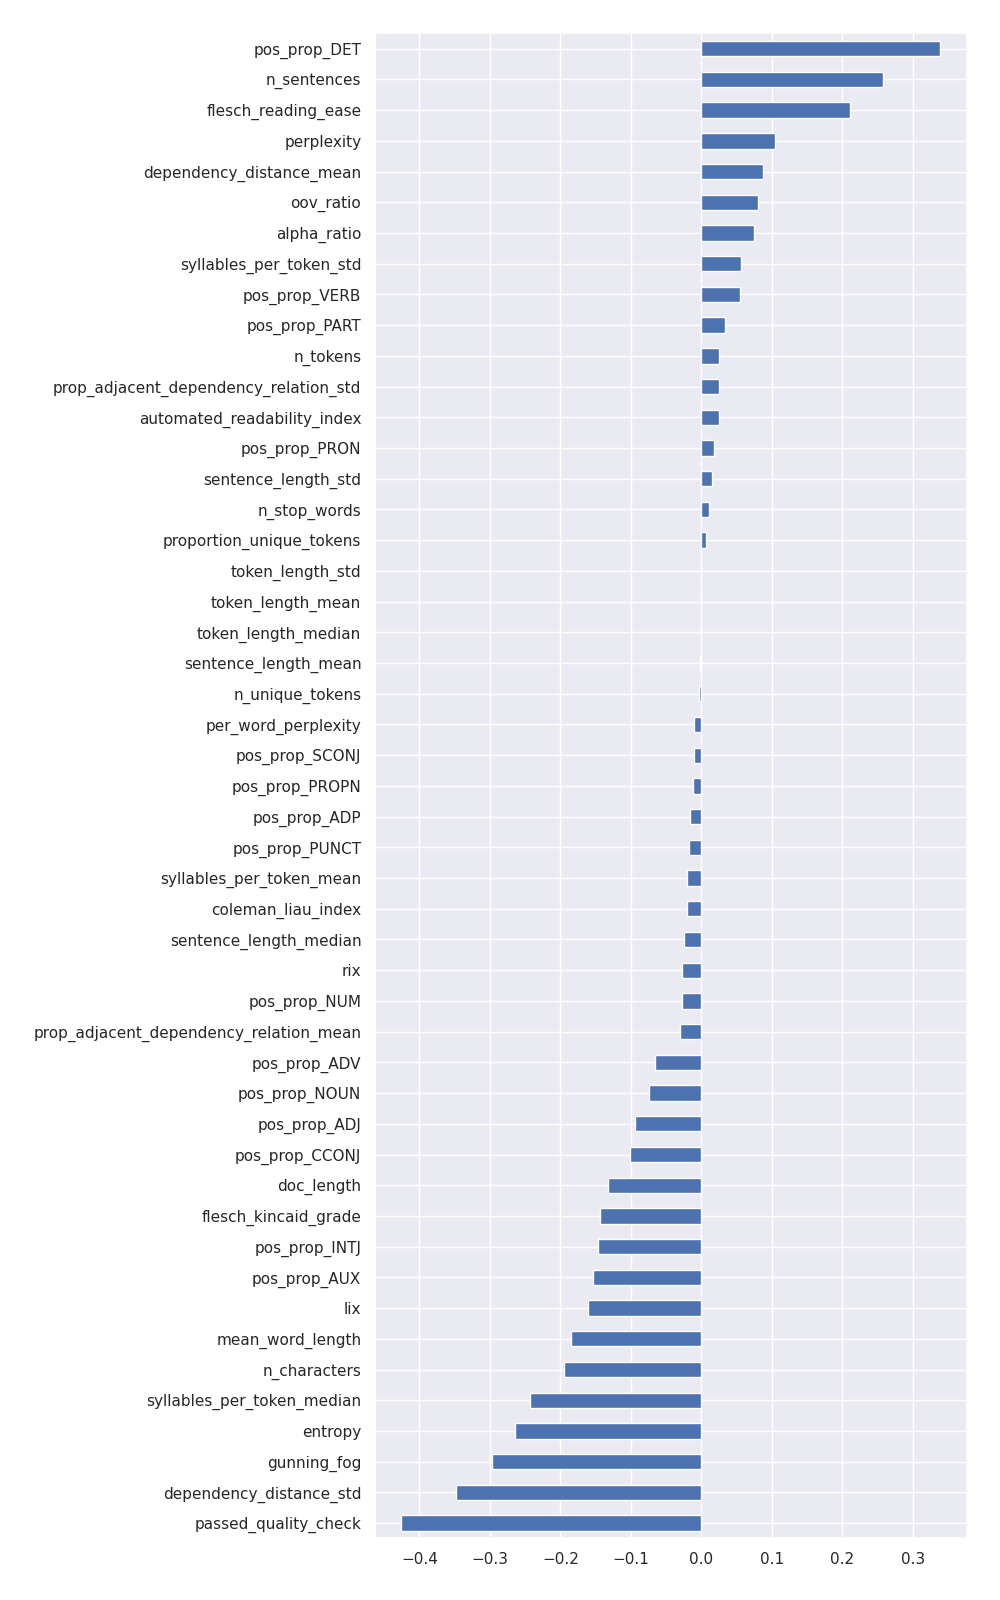 pos_prop_DET
n_sentences
flesch_reading_ease
perplexity
dependency_distance_mean
oov_ratio
alpha_ratio
syllables_per_token_std
pos_prop_VERB
pos_prop_PART
n_tokens
prop_adjacent_dependency_relation_std
automated_readability_index
pos_prop_PRON
sentence_length_std
n_stop_words
proportion_unique_tokens
token_length_std
token_length_mean
token_length_median
sentence_length_mean
n_unique_tokens
per_word_perplexity
pos_prop_SCONJ
pos_prop_PROPN
pos_prop_ADP
pos_prop_PUNCT
syllables_per_token_mean
coleman_liau_index
sentence_length_median
rix
pos_prop_NUM
prop_adjacent_dependency_relation_mean
pos_prop_ADV
pos_prop_NOUN
pos_prop_ADJ
pos_prop_CCONJ
doc_length
flesch_kincaid_grade
pos_prop_INTJ
pos_prop_AUX
lix
mean_word_length
n_characters
syllables_per_token_median
entropy
gunning_fog
dependency_distance_std
passed_quality_check
−0.4 −0.3 −0.2 −0.1 0.0 0.1 0.2 0.3